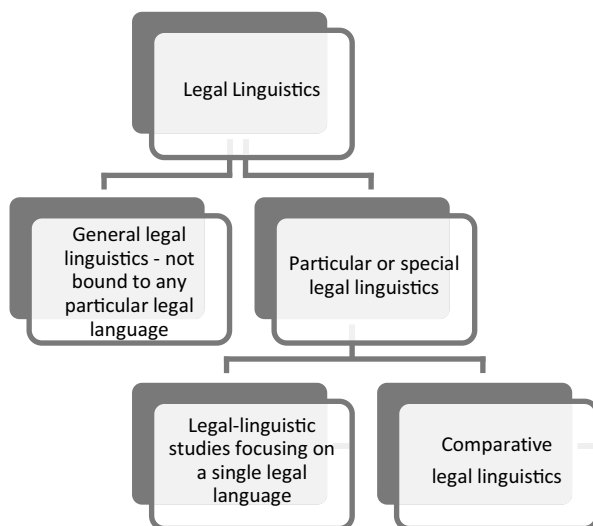 Legal Linguistics
General legal
linguistics - not
bound to any
particular legal
language
Particular or special
legal linguistics
Legal-linguistic
studies focusing on
a single legal
language
Comparative
legal linguistics